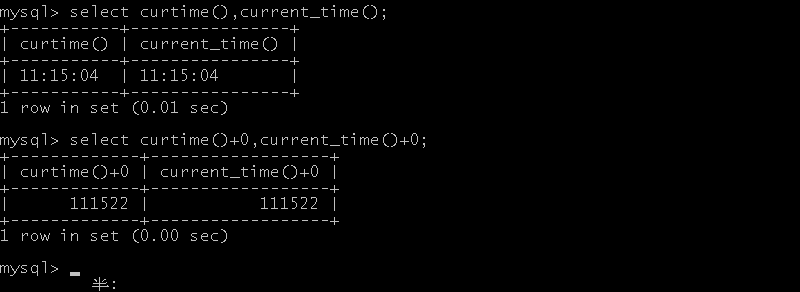 mysql> select curtime(),current_time();
+-----------+----------------+
| curtime() | current_time() |
+-----------+----------------+
| 11:15:04  | 11:15:04       |
+-----------+----------------+
1 row in set (0.01 sec)
mysql> select curtime()+0,current_time()+0;
+-------------+------------------+
| curtime()+0 | current_time()+0 |
+-------------+------------------+
|      111522 |           111522 |
+-------------+------------------+
1 row in set (0.00 sec)
mysql> _
半: